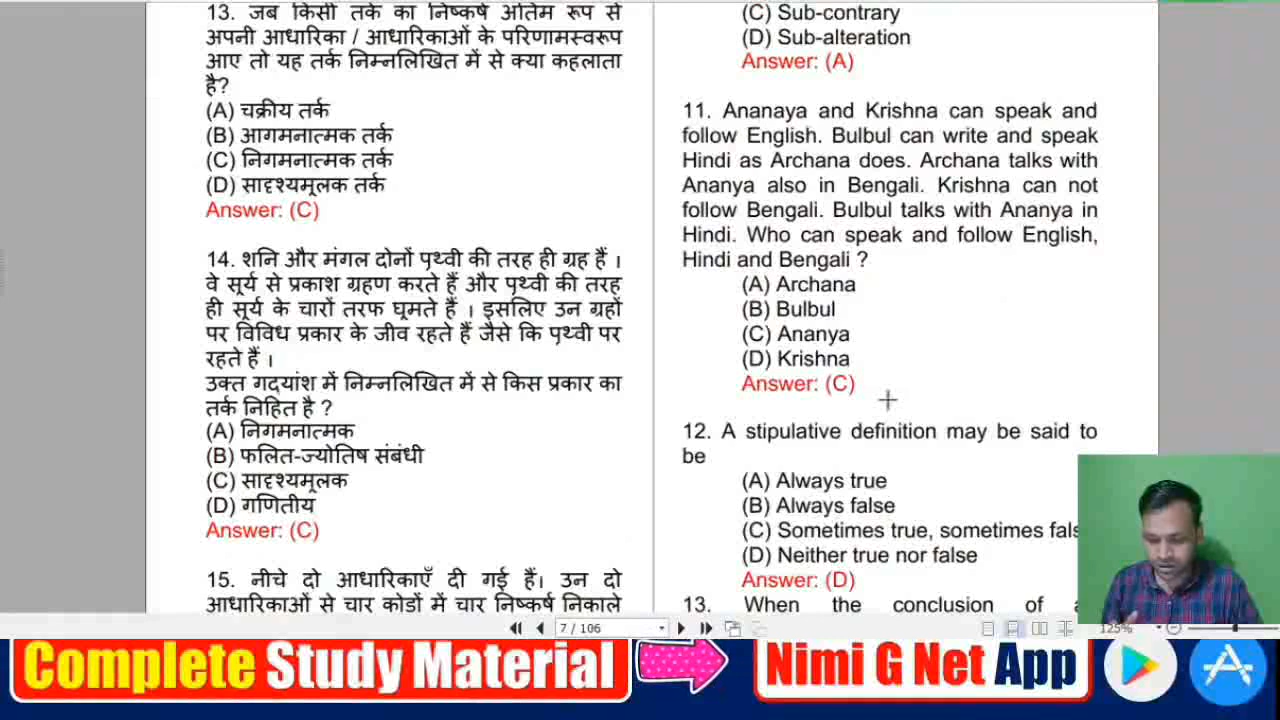 13. जब किसी तर्क का निष्कर्ष अंतिम रूप से
अपनी आधारिका / आधारिकाओं के परिणामस्वरूप
आए तो यह तर्क निम्नलिखित में से क्या कहलाता
है?
(A) चक्रीय तर्क
(B) आगमनात्मक तर्क
(C) निगमनात्मक तर्क
(D) सादृश्यमूलक तर्क
Answer: (C)
14. शनि और मंगल दोनों पृथ्वी की तरह ही ग्रह हैं ।
वे सूर्य से प्रकाश ग्रहण करते हैं और पृथ्वी की तरह
ही सूर्य के चारों तरफ घूमते हैं । इसलिए उन ग्रहों
पर विविध प्रकार के जीव रहते हैं जैसे कि पृथ्वी पर
रहते हैं ।
उक्त गद्यांश में निम्नलिखित में से किस प्रकार का
तर्क निहित है ?
(A) निगमनात्मक
(B) फलित-ज्योतिष संबंधी
(C) सादृश्यमूलक
(D) गणितीय
Answer: (C)
15. नीचे दो आधारिकाएँ दी गई हैं। उन दो
आधारिकाओं से चार कोडों में चार निष्कर्ष निकाले
(C) Sub-contrary
(D) Sub-alteration
Answer: (A)
11. Ananaya and Krishna can speak and
follow English. Bulbul can write and speak
Hindi as Archana does. Archana talks with
Ananya also in Bengali. Krishna can not
follow Bengali. Bulbul talks with Ananya in
Hindi. Who can speak and follow English,
Hindi and Bengali ?
(A) Archana
(B) Bulbul
(C) Ananya
(D) Krishna
Answer: (C)
12. A stipulative definition may be said to
be
(A) Always true
(B) Always false
(C) Sometimes true, sometimes fals
(D) Neither true nor false
Answer: (D)
13. When the conclusion of
7 / 106
125%
Complete Study Material
Nimi G Net App